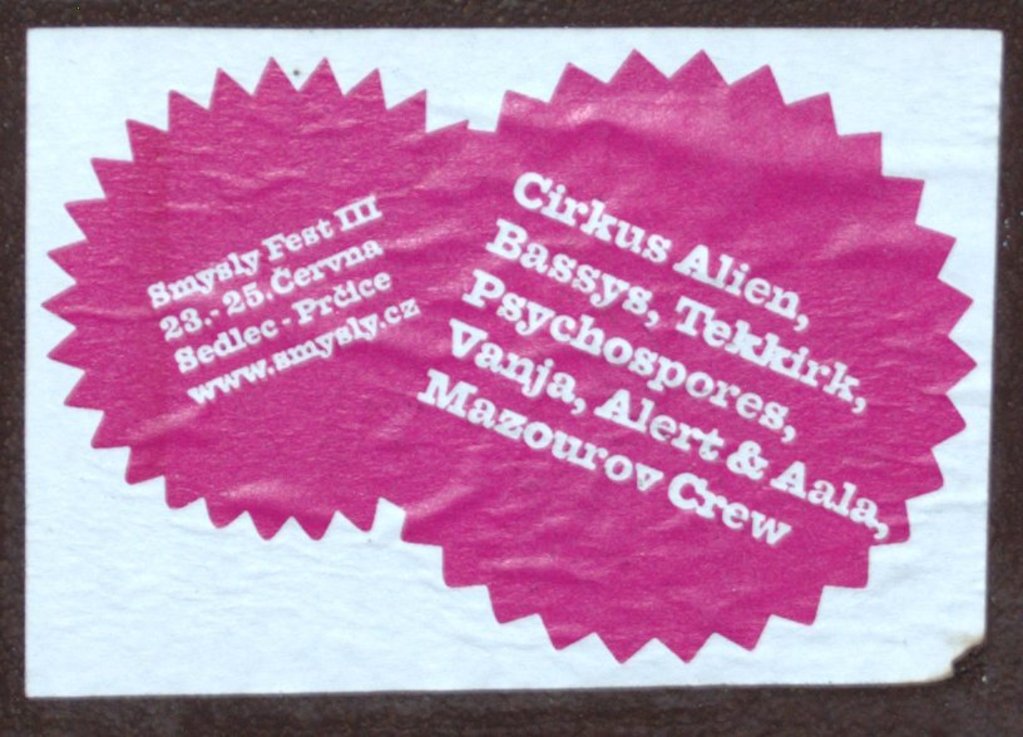 Smysly Fest III
23.- 25.Června
Sedlec - Prčice
www.smysly.cz
Cirkus Alien,
Bassys, Tekkirk,
Psychospores,
Vanja, Alert & Aala,
Mazourov Crew